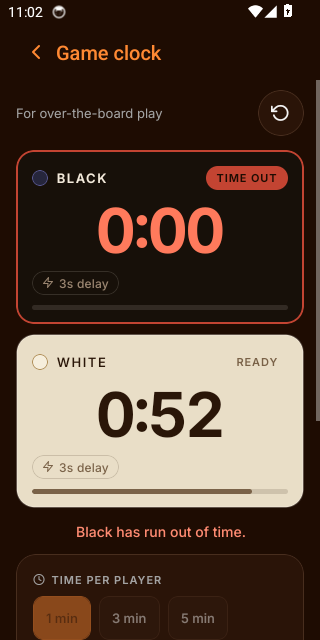 11:02
Game clock
For over-the-board play
BLACK
TIME OUT
0:00
3s delay
WHITE
READY
0:52
3s delay
Black has run out of time.
TIME PER PLAYER
1 min
3 min
5 min